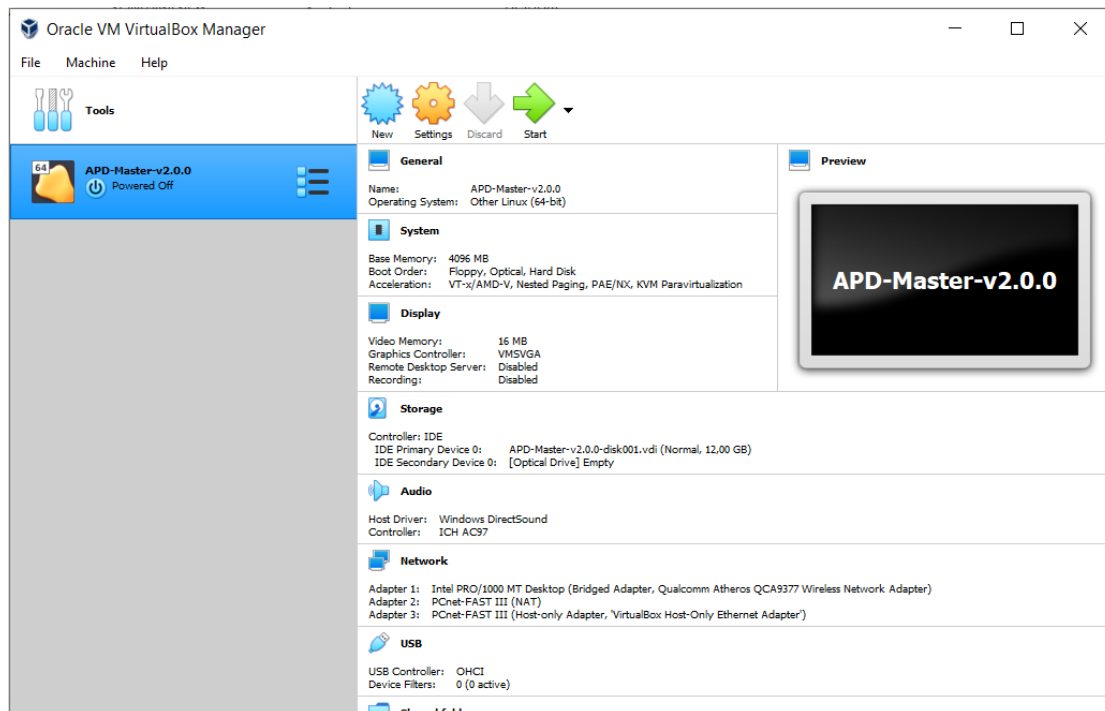 Oracle VM VirtualBox Manager
File Machine Help
Tools
New Settings Discard Start
64
APD-Master-v2.0.0
Powered Off
General
Name: APD-Master-v2.0.0
Operating System: Other Linux (64-bit)
System
Base Memory: 4096 MB
Boot Order: Floppy, Optical, Hard Disk
Acceleration: VT-x/AMD-V, Nested Paging, PAE/NX, KVM Paravirtualization
Display
Video Memory: 16 MB
Graphics Controller: VMSVGA
Remote Desktop Server: Disabled
Recording: Disabled
Preview
APD-Master-v2.0.0
Storage
Controller: IDE
IDE Primary Device 0: APD-Master-v2.0.0-disk001.vdi (Normal, 12,00 GB)
IDE Secondary Device 0: [Optical Drive] Empty
Audio
Host Driver: Windows DirectSound
Controller: ICH AC97
Network
Adapter 1: Intel PRO/1000 MT Desktop (Bridged Adapter, Qualcomm Atheros QCA9377 Wireless Network Adapter)
Adapter 2: PCnet-FAST III (NAT)
Adapter 3: PCnet-FAST III (Host-only Adapter, 'VirtualBox Host-Only Ethernet Adapter')
USB
USB Controller: OHCI
Device Filters: 0 (0 active)